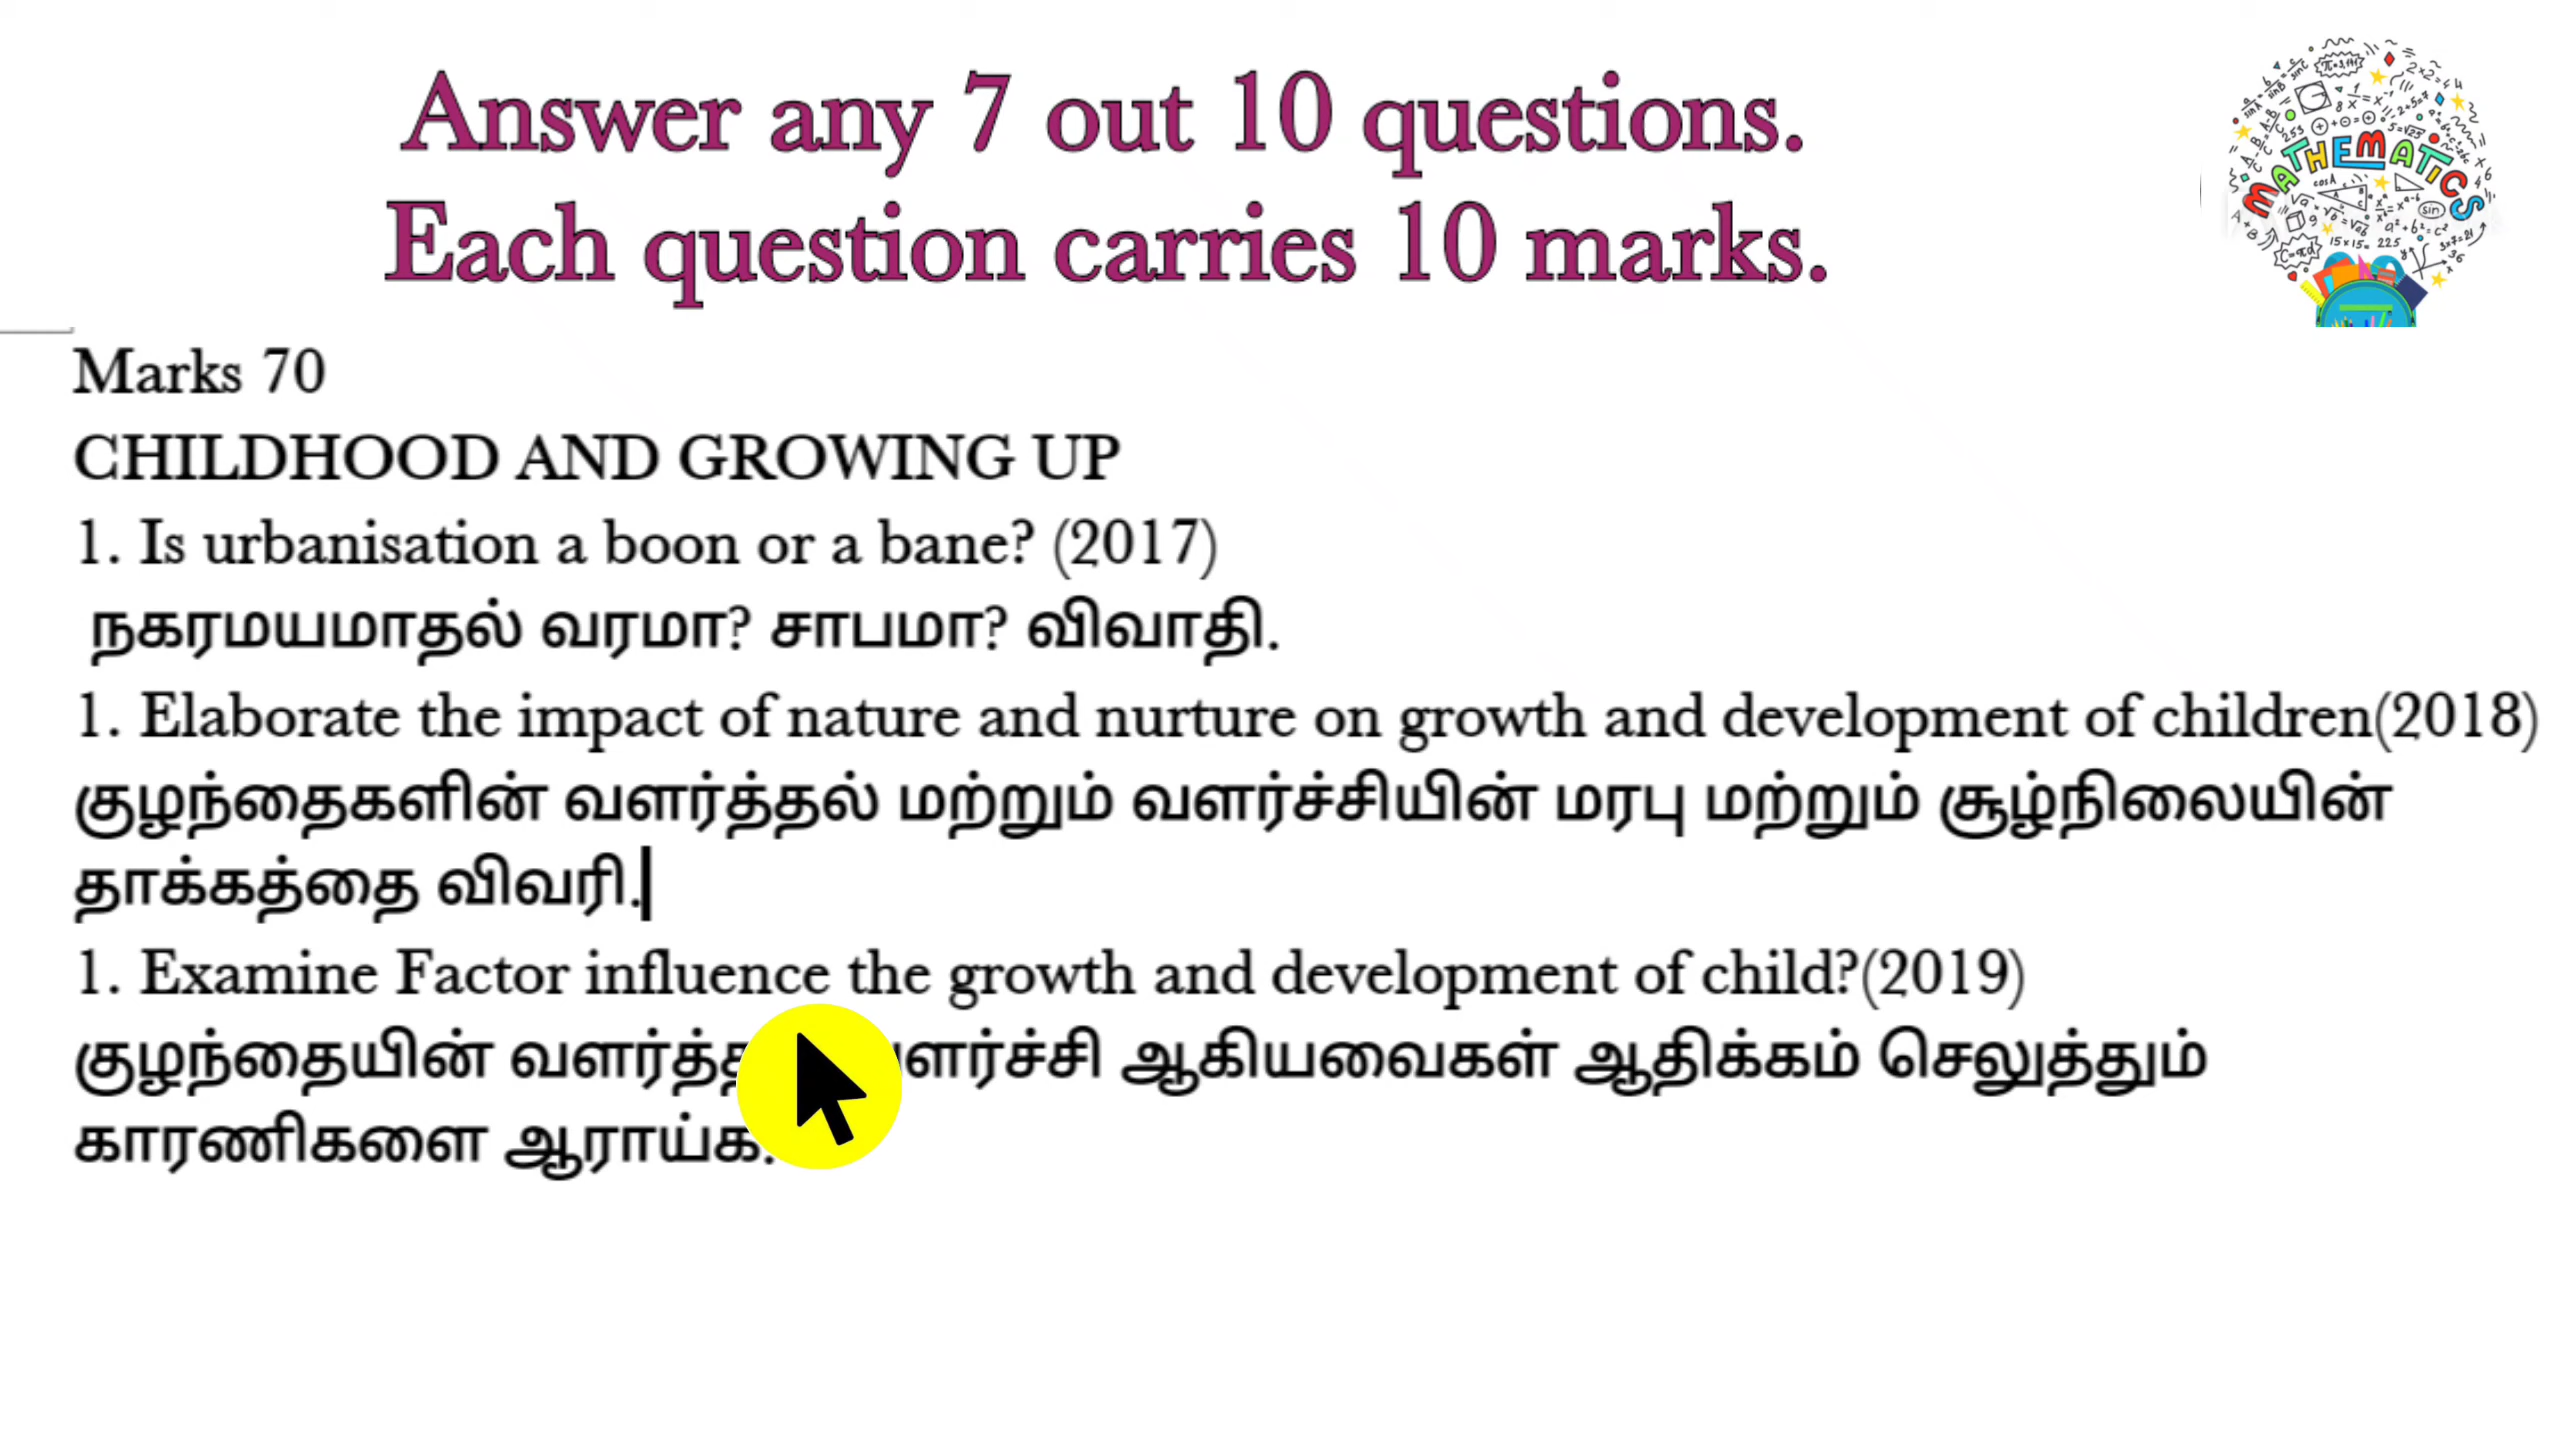 Answer any 7 out 10 questions.
Each question carries 10 marks.
MATHEMATICS
Marks 70
CHILDHOOD AND GROWING UP
1. Is urbanisation a boon or a bane? (2017)
நகரமயமாதல் வரமா? சாபமா? விவாதி.
1. Elaborate the impact of nature and nurture on growth and development of children(2018)
குழந்தைகளின் வளர்த்தல் மற்றும் வளர்ச்சியின் மரபு மற்றும் சூழ்நிலையின்
தாக்கத்தை விவரி.
1. Examine Factor influence the growth and development of child?(2019)
குழந்தையின் ஆகியவைகள் ஆதிக்கம் செலுத்தும்
காரணிகளை ஆராய்க.